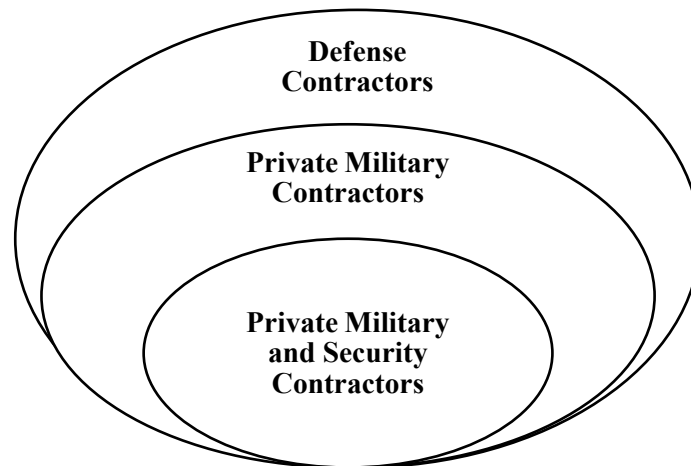 Defense
Contractors
Private Military
Contractors
Private Military
and Security
Contractors